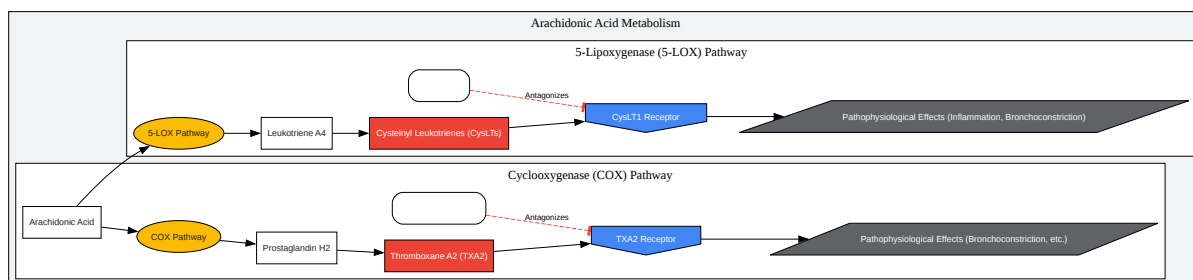 Arachidonic Acid Metabolism
5-Lipoxygenase (5-LOX) Pathway
Antagonizes
5-LOX Pathway
Leukotriene A4
Cysteinyl Leukotrienes (CysLTs)
CysLT1 Receptor
Pathophysiological Effects (Inflammation, Bronchoconstriction)
Cyclooxygenase (COX) Pathway
Antagonizes
Arachidonic Acid
COX Pathway
Prostaglandin H2
Thromboxane A2 (TXA2)
TXA2 Receptor
Pathophysiological Effects (Bronchoconstriction, etc.)